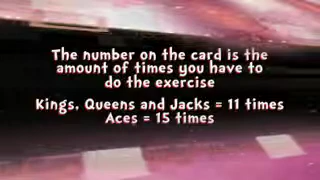 The number on the card is the
amount of times you have to
do the exercise
Kings, Queens and Jacks = 11 times
Aces = 15 times